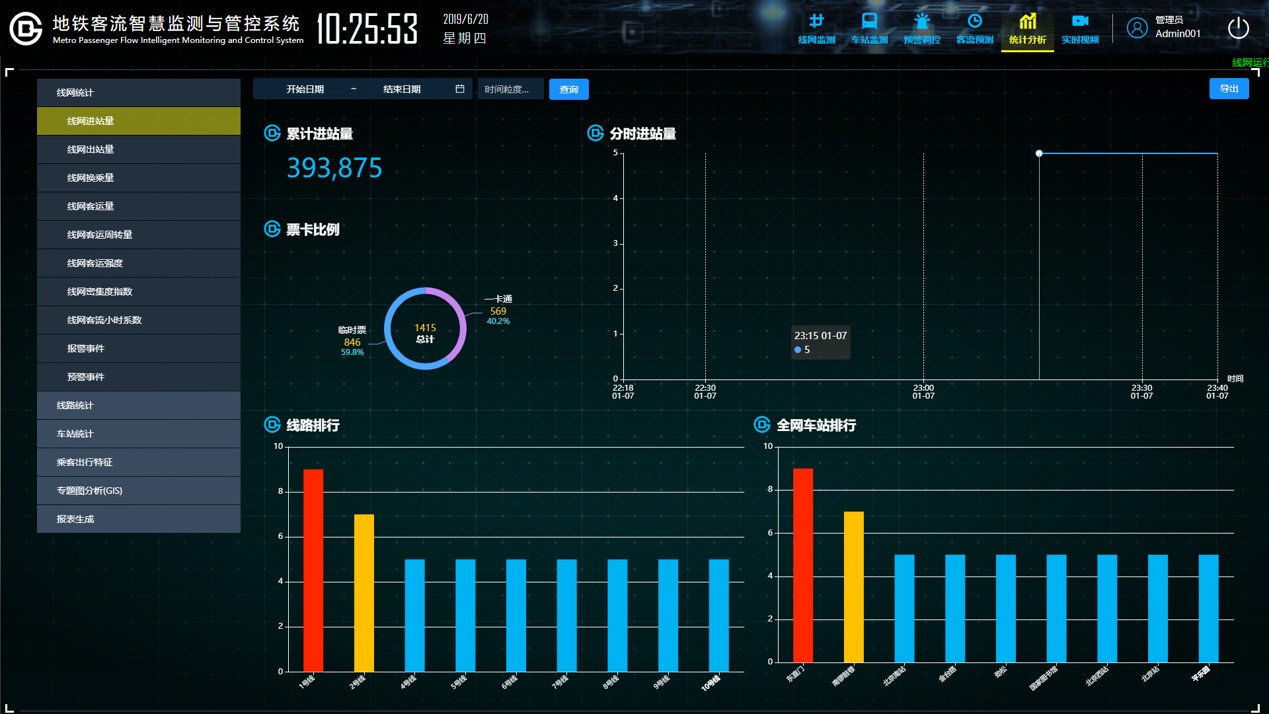 地铁客流智慧监测与管控系统
Metro Passenger Flow Intelligent Monitoring and Control System
10:25:53
2019/6/20
星期四
线网监测
车站监测
预警调控
客流预测
统计分析
实时视频
管理员
Admin001
线网运行
线网统计
线网进站量
线网出站量
线网换乘量
线网客运量
线网客运周转量
线网客运强度
线网密集度指数
线网客流小时系数
报警事件
预警事件
线路统计
车站统计
乘客出行特征
专题图分析(GIS)
报表生成
开始日期 ~ 结束日期
时间粒度...
查询
导出
累计进站量
393,875
票卡比例
一卡通
569
40.2%
临时票
846
59.8%
1415
总计
分时进站量
5
4
3
2
1
0
23:15 01-07
5
22:18
01-07
22:30
01-07
23:00
01-07
23:30
01-07
23:40
01-07
时间
线路排行
10
8
6
4
2
0
1号线
2号线
4号线
5号线
6号线
7号线
8号线
9号线
10号线
全网车站排行
10
8
6
4
2
0
东直门
南锣鼓巷
北京南站
金台路
劲松
国家图书馆
北京西站
北京站
平乐园